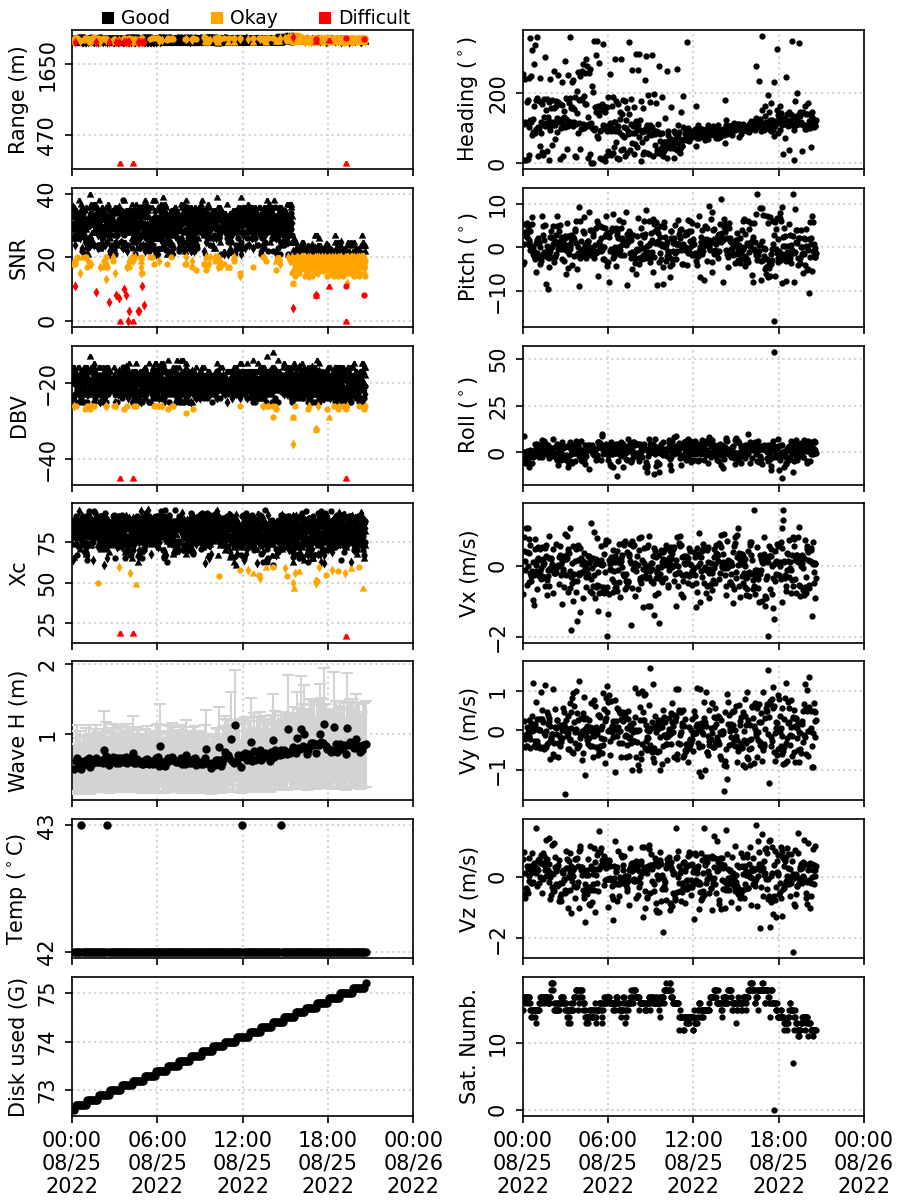 Good Okay Difficult
Range (m)
1650
470
Heading (°)
200
0
SNR
40
20
0
Pitch (°)
10
0
−10
DBV
−20
−40
Roll (°)
50
25
0
Xc
75
50
25
Vx (m/s)
0
−2
Wave H (m)
2
1
Vy (m/s)
1
0
−1
Temp (°C)
43
42
Vz (m/s)
0
−2
Disk used (G)
75
74
73
Sat. Numb.
10
0
00:00 06:00 12:00 18:00 00:00
08/25 08/25 08/25 08/25 08/26
2022 2022 2022 2022 2022
00:00 06:00 12:00 18:00 00:00
08/25 08/25 08/25 08/25 08/26
2022 2022 2022 2022 2022